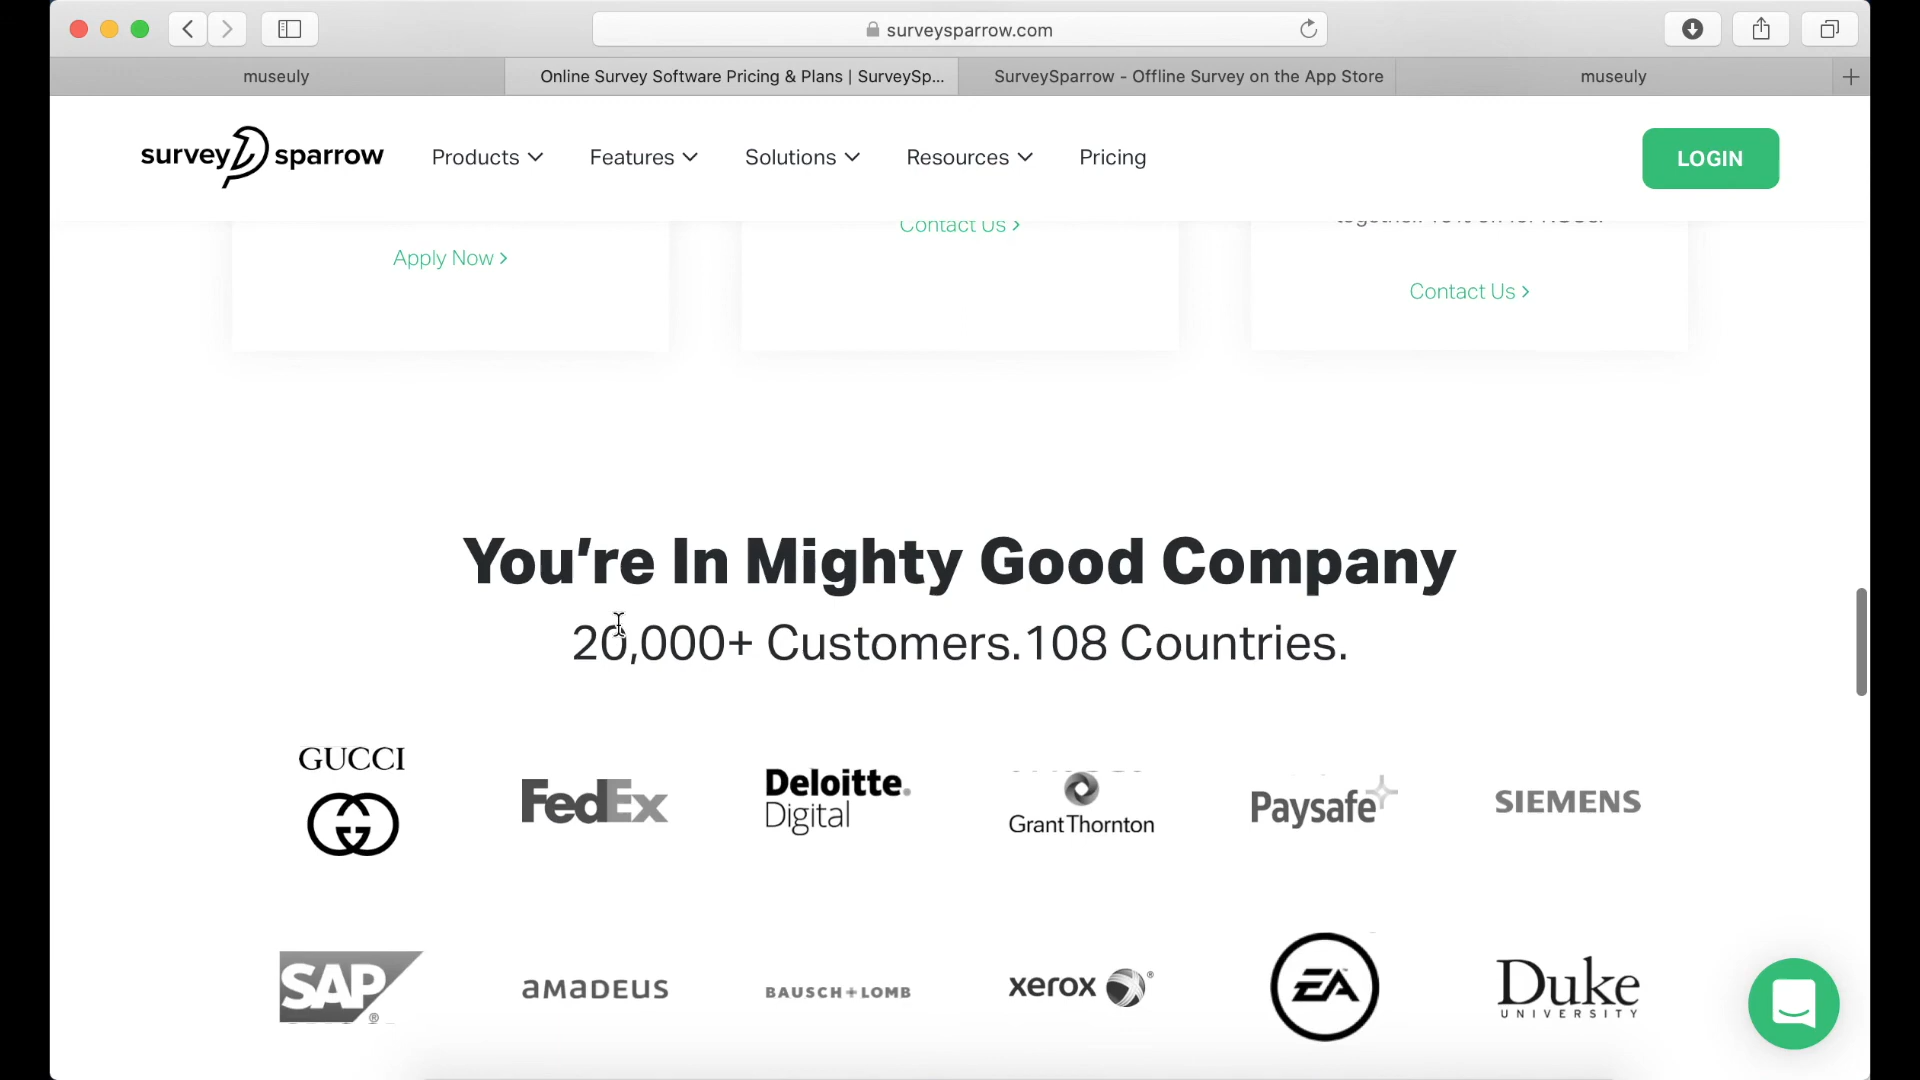 surveysparrow.com
museuly
Online Survey Software Pricing & Plans | SurveySp...
SurveySparrow - Offline Survey on the App Store
museuly
survey sparrow
Products
Features
Solutions
Resources
Pricing
LOGIN
Contact Us >
Apply Now >
Contact Us >
You're In Mighty Good Company
20,000+ Customers.108 Countries.
GUCCI
FedEx
Deloitte.
Digital
Grant Thornton
Paysafe
SIEMENS
SAP ®
amadeus
BAUSCH+LOMB
xerox ®
EA
Duke
UNIVERSITY